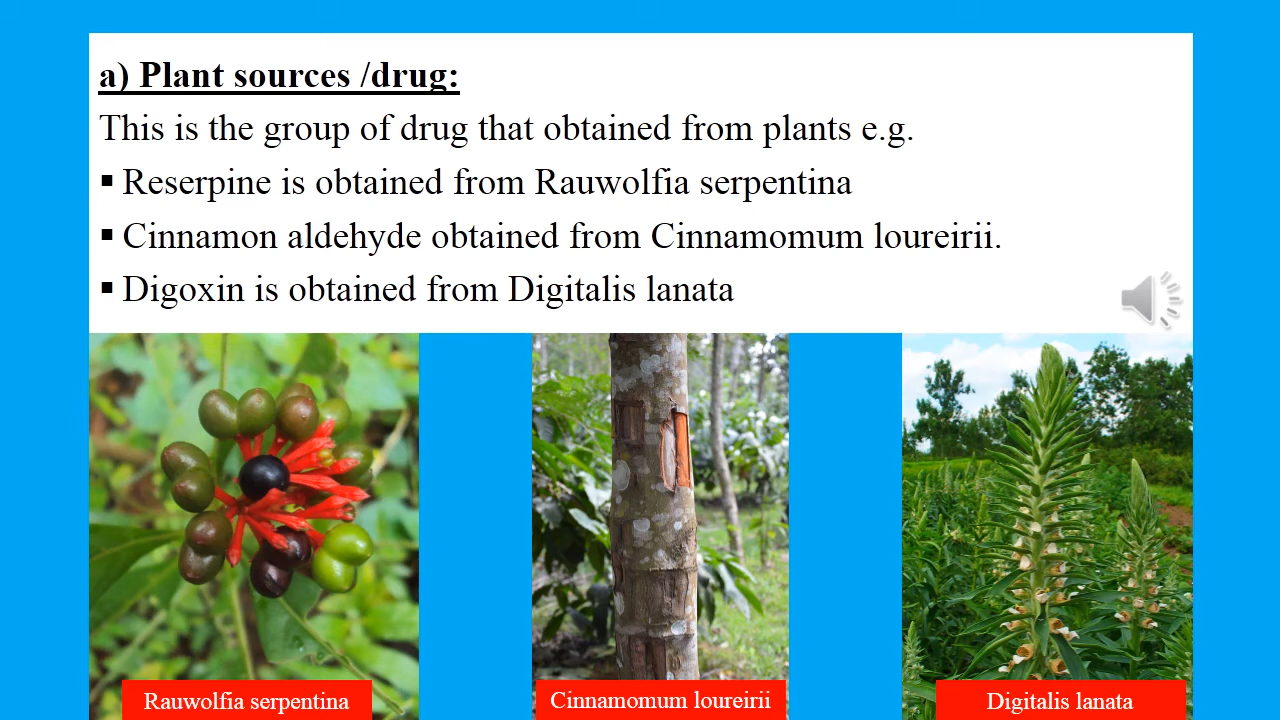 a) Plant sources /drug:
This is the group of drug that obtained from plants e.g.
▪ Reserpine is obtained from Rauwolfia serpentina
▪ Cinnamon aldehyde obtained from Cinnamomum loureirii.
▪ Digoxin is obtained from Digitalis lanata
Rauwolfia serpentina
Cinnamomum loureirii
Digitalis lanata